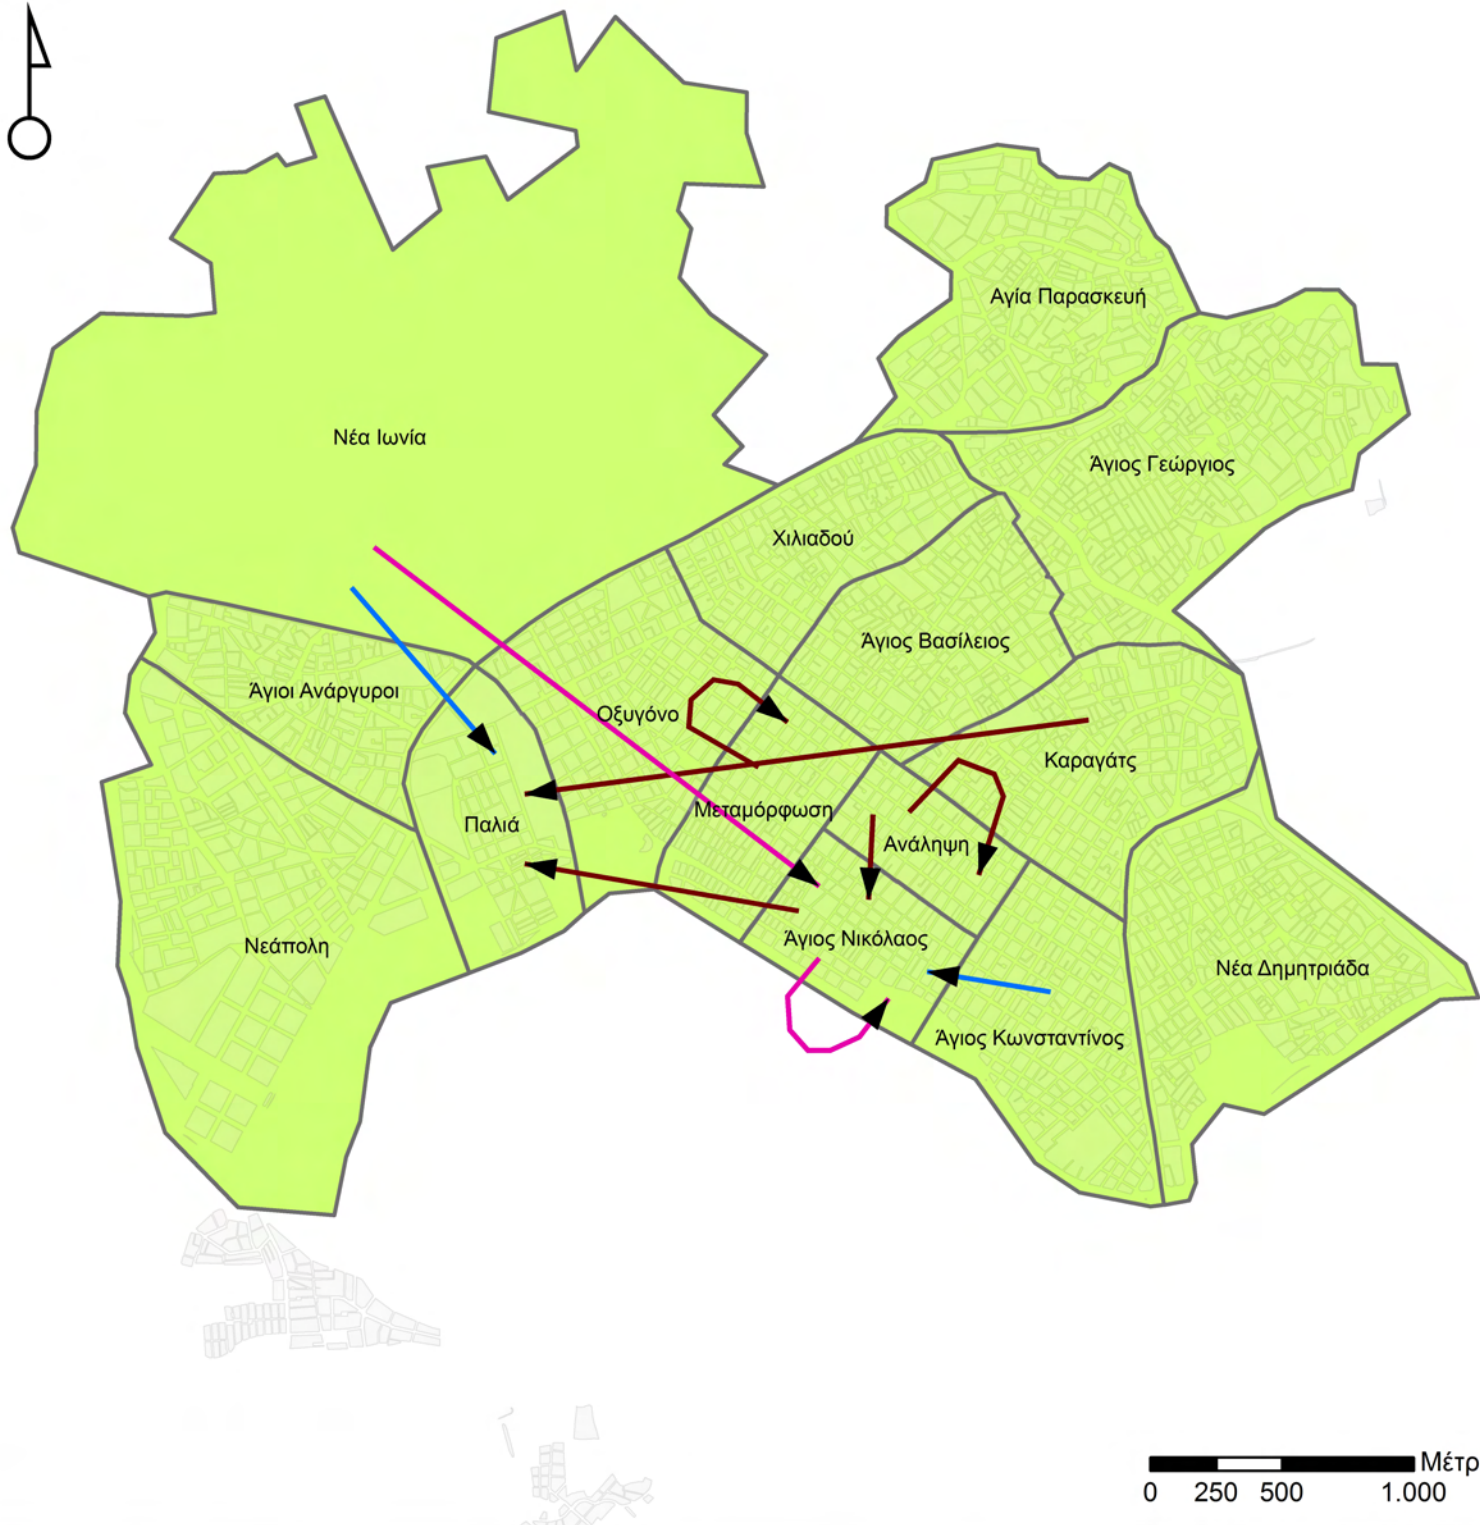 Αγία Παρασκευή
Νέα Ιωνία
Άγιος Γεώργιος
Χιλιαδού
Άγιος Βασίλειος
Άγιοι Ανάργυροι
Οξυγόνο
Καραγάτς
Μεταμόρφωση
Παλιά
Ανάληψη
Άγιος Νικόλαος
Νεάπολη
Νέα Δημητριάδα
Άγιος Κωνσταντίνος
Μέτρ
0 250 500 1.000